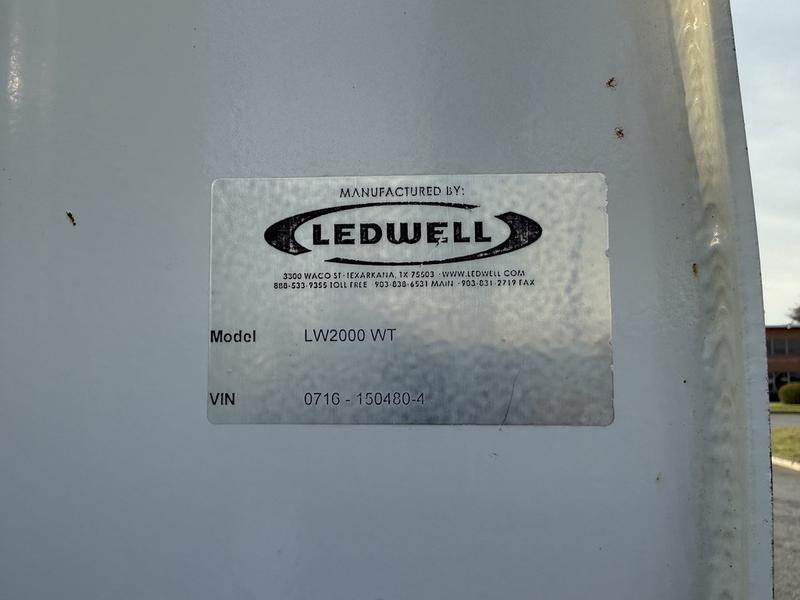 MANUFACTURED BY:
LEDWELL
3300 WACO ST · TEXARKANA, TX 75503 · WWW.LEDWELL.COM
888-533-9355 TOLL FREE · 903-838-6531 MAIN · 903-831-2719 FAX
Model LW2000 WT
VIN 0716 - 150480-4